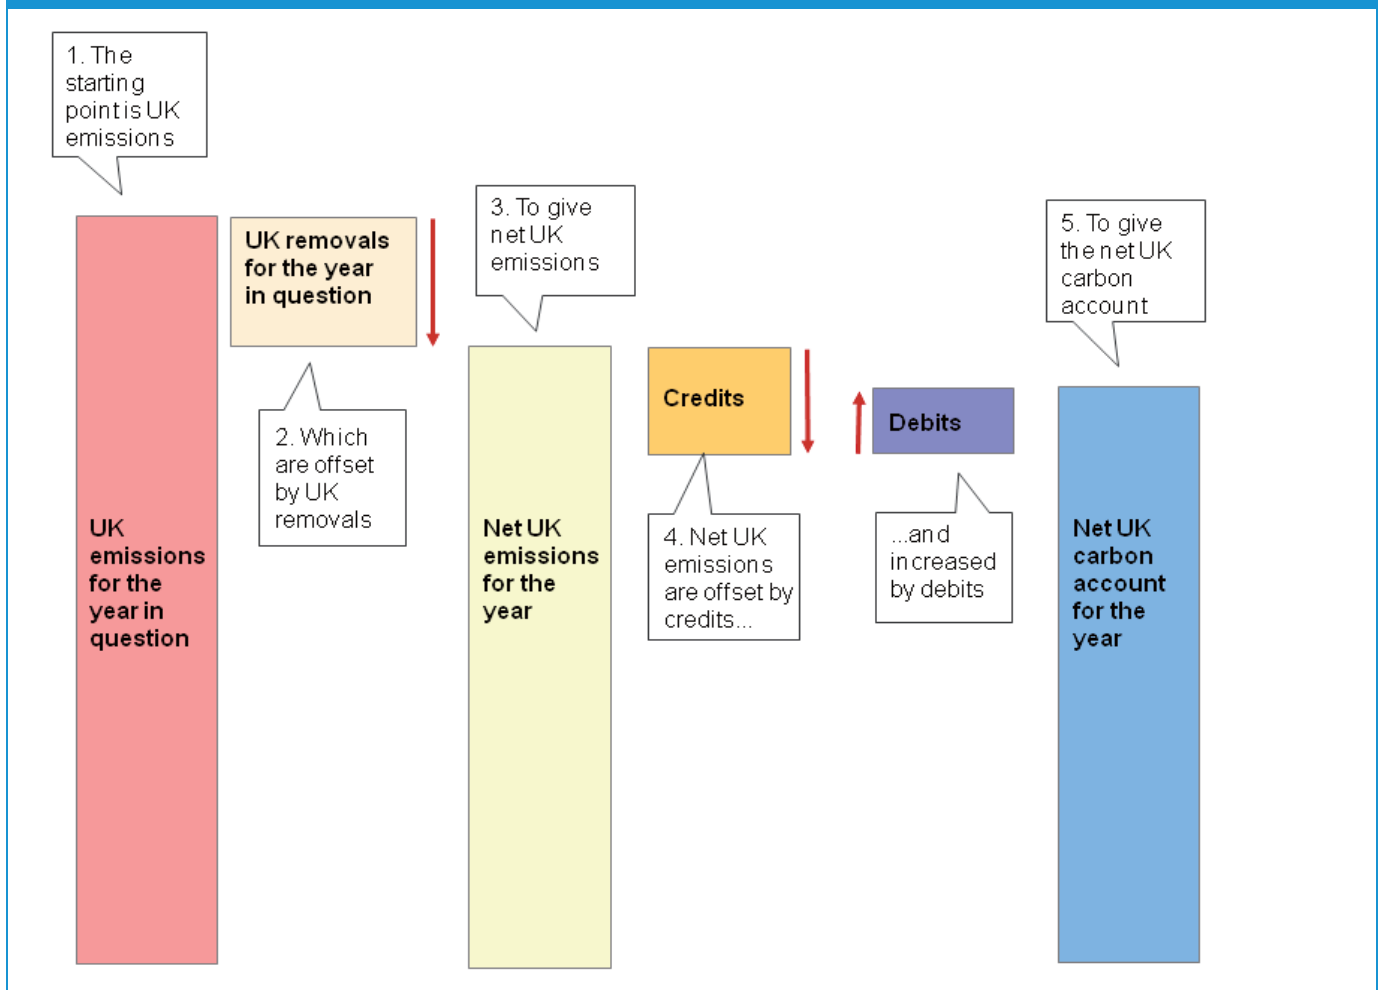 1. The
starting
point is UK
emissions
UK
emissions
for the
year in
question
UK removals
for the year
in question
2. Which
are offset
by UK
removals
3. To give
net UK
emissions
Net UK
emissions
for the
year
Credits
4. Net UK
emissions
are offset by
credits...
Debits
...and
increased
by debits
5. To give
the net UK
carbon
account
Net UK
carbon
account
for the
year